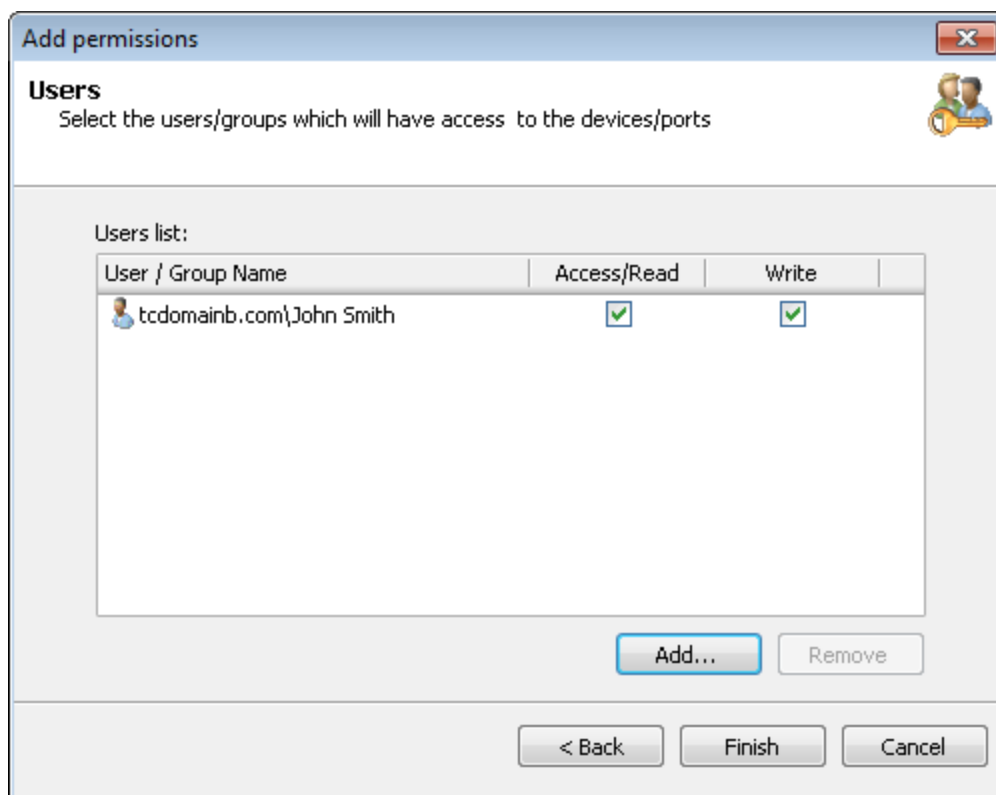 Add permissions
Users
Select the users/groups which will have access to the devices/ports
Users list:
User / Group Name Access/Read Write
tcdomainb.com\John Smith
Add... Remove
< Back Finish Cancel